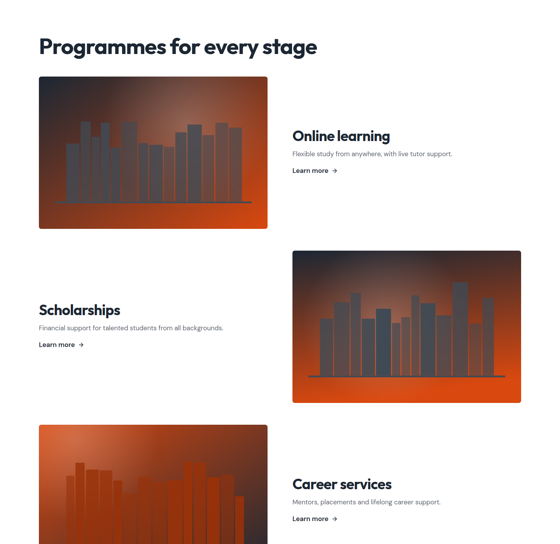 Programmes for every stage
Online learning
Flexible study from anywhere, with live tutor support.
Learn more →
Scholarships
Financial support for talented students from all backgrounds.
Learn more →
Career services
Mentors, placements and lifelong career support.
Learn more →